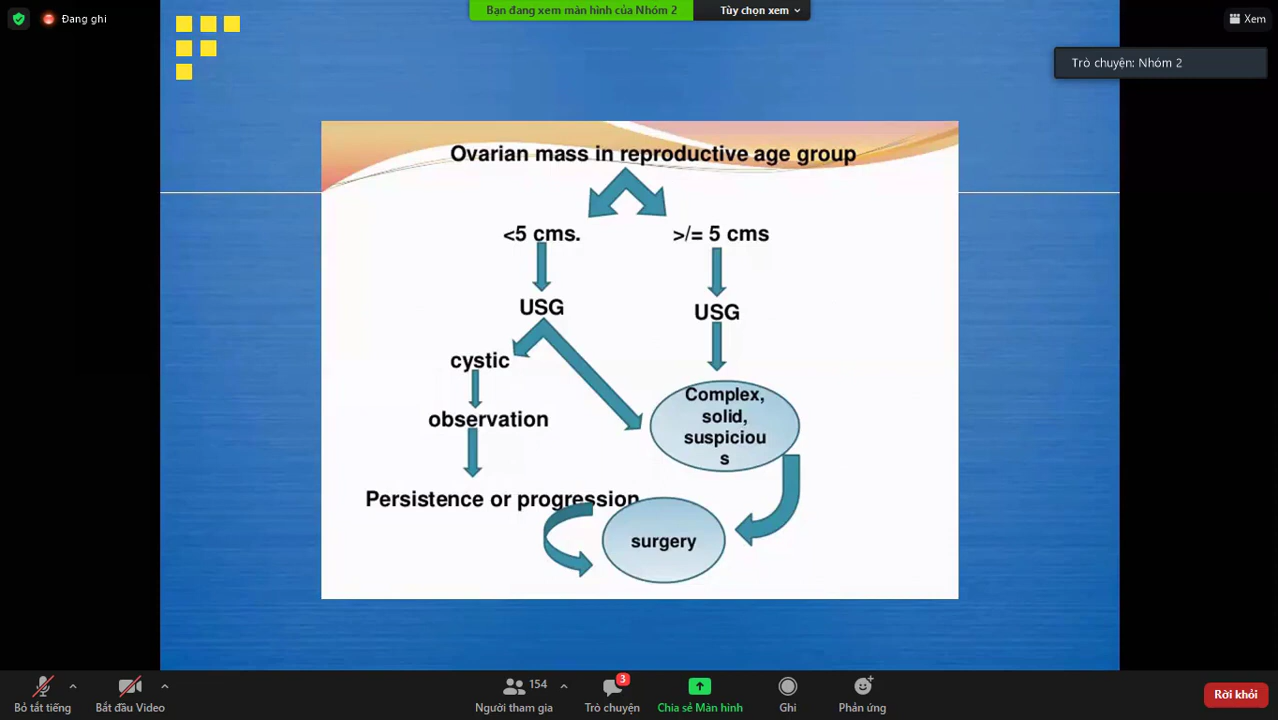 Đang ghi
Bạn đang xem màn hình của Nhóm 2
Tùy chọn xem
Xem
Trò chuyện: Nhóm 2
Ovarian mass in reproductive age group
<5 cms.
>/= 5 cms
USG
USG
cystic
Complex,
solid,
suspiciou
s
observation
Persistence or progression
surgery
Bỏ tắt tiếng
Bắt đầu Video
154
Người tham gia
3
Trò chuyện
Chia sẻ Màn hình
Ghi
Phản ứng
Rời khỏi